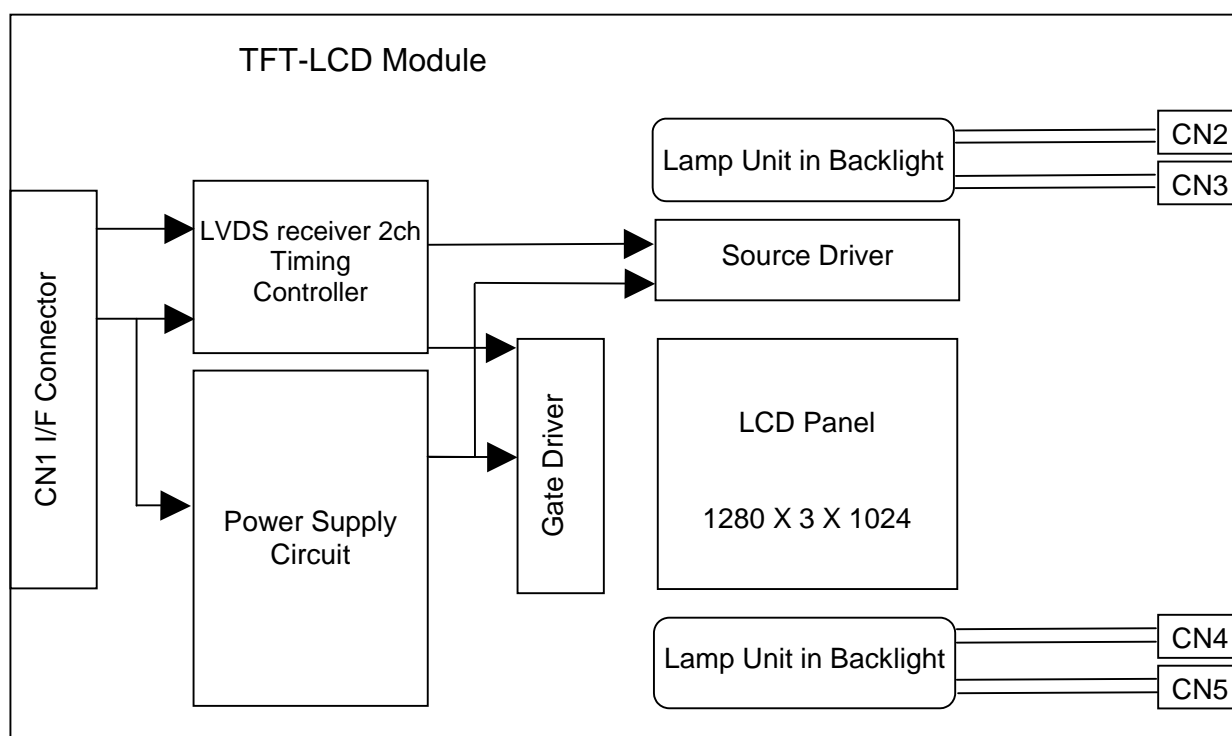 TFT-LCD Module
Lamp Unit in Backlight
CN2
CN3
CN1 I/F Connector
LVDS receiver 2ch
Timing
Controller
Source Driver
Gate Driver
LCD Panel
1280 X 3 X 1024
Power Supply
Circuit
Lamp Unit in Backlight
CN4
CN5